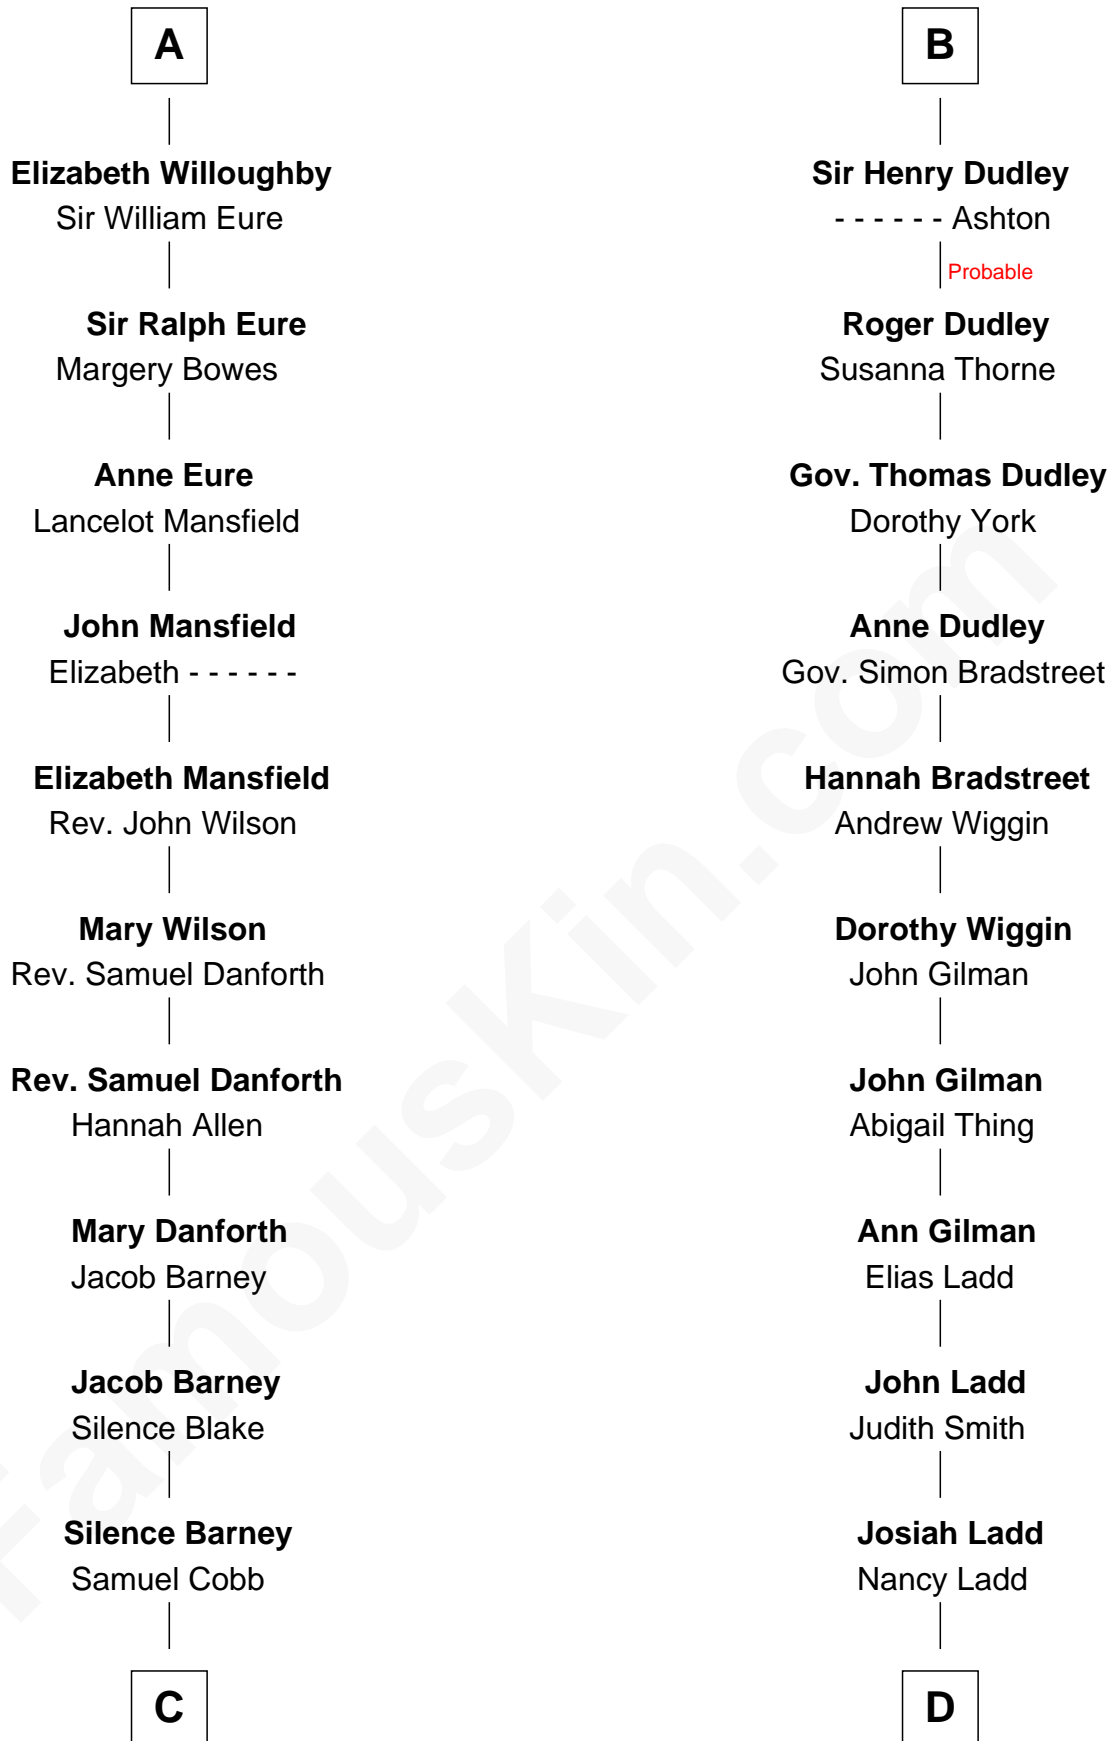 A
Elizabeth Willoughby
Sir William Eure
Sir Ralph Eure
Margery Bowes
Anne Eure
Lancelot Mansfield
John Mansfield
Elizabeth - - - - - -
Elizabeth Mansfield
Rev. John Wilson
Mary Wilson
Rev. Samuel Danforth
Rev. Samuel Danforth
Hannah Allen
Mary Danforth
Jacob Barney
Jacob Barney
Silence Blake
Silence Barney
Samuel Cobb
C
B
Sir Henry Dudley
- - - - - - Ashton
Probable
Roger Dudley
Susanna Thorne
Gov. Thomas Dudley
Dorothy York
Anne Dudley
Gov. Simon Bradstreet
Hannah Bradstreet
Andrew Wiggin
Dorothy Wiggin
John Gilman
John Gilman
Abigail Thing
Ann Gilman
Elias Ladd
John Ladd
Judith Smith
Josiah Ladd
Nancy Ladd
D
FamousKin.com